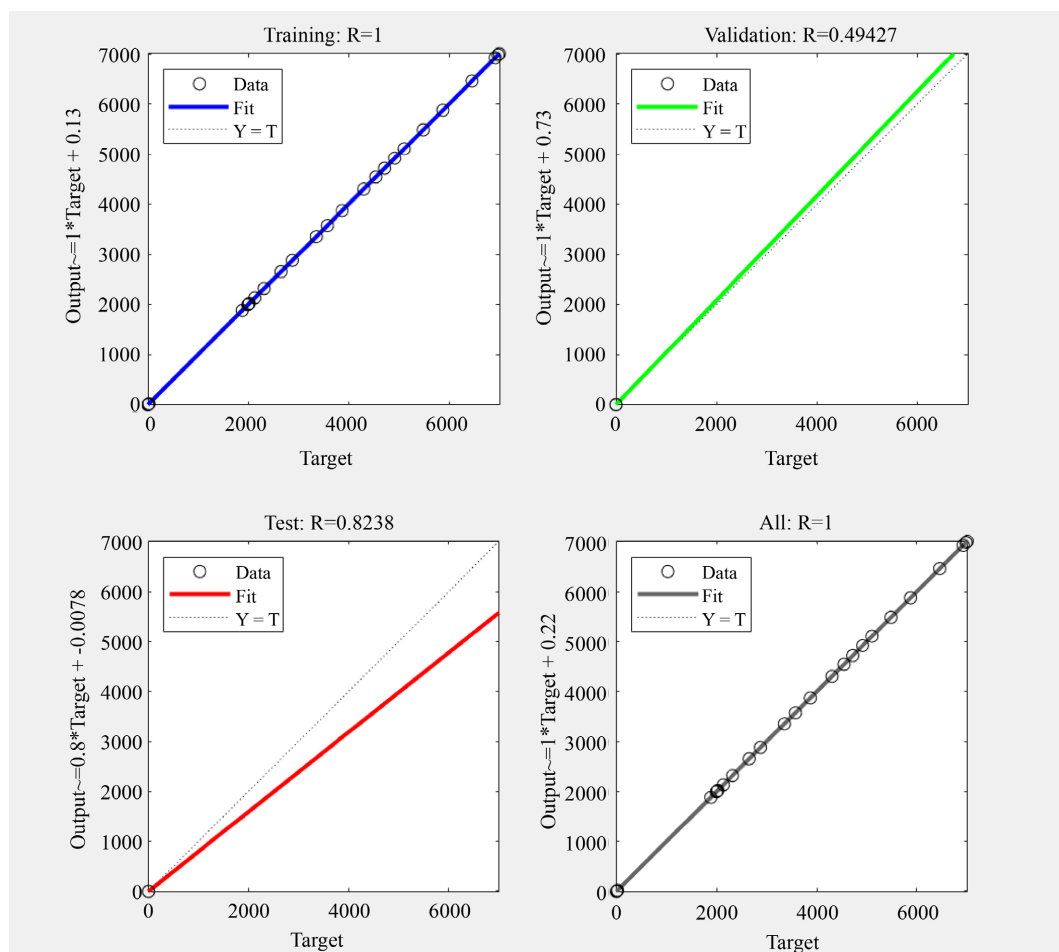 Training: R=1
Output~=1*Target + 0.13
7000
6000
5000
4000
3000
2000
1000
0
Data
Fit
Y = T
0 2000 4000 6000
Target
Validation: R=0.49427
Output~=1*Target + 0.73
7000
6000
5000
4000
3000
2000
1000
0
Data
Fit
Y = T
0 2000 4000 6000
Target
Test: R=0.8238
Output~=0.8*Target + -0.0078
7000
6000
5000
4000
3000
2000
1000
0
Data
Fit
Y = T
0 2000 4000 6000
Target
All: R=1
Output~=1*Target + 0.22
7000
6000
5000
4000
3000
2000
1000
0
Data
Fit
Y = T
0 2000 4000 6000
Target